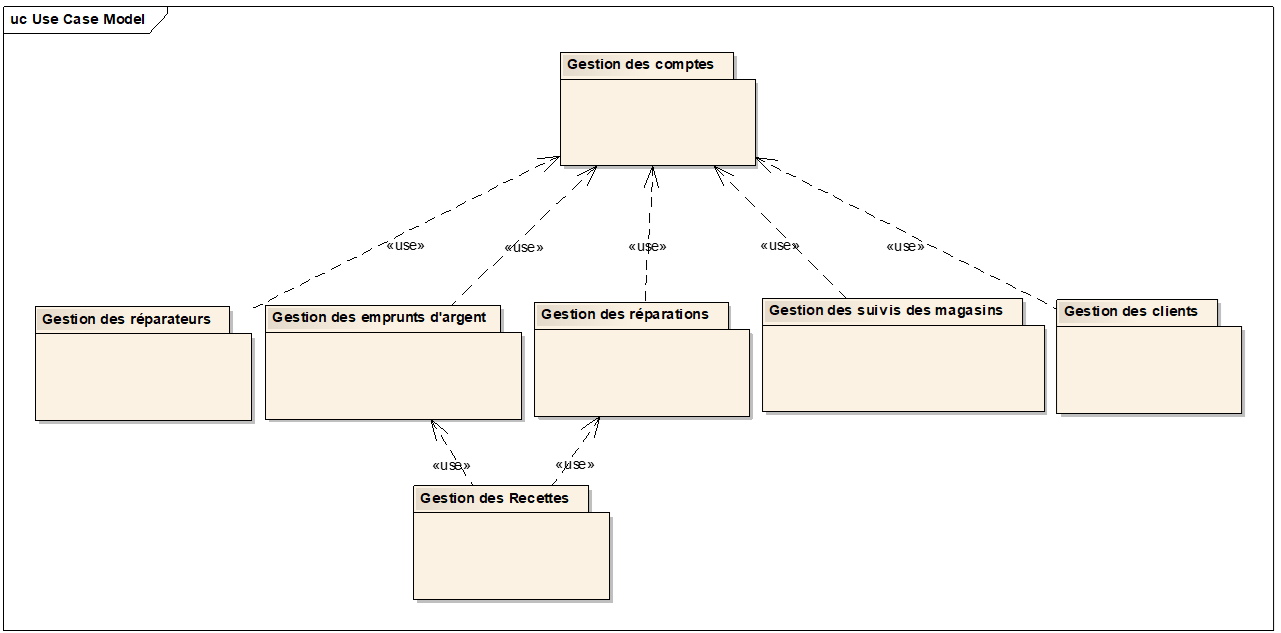 uc Use Case Model
Gestion des comptes
«use»
«use»
«use»
«use»
«use»
Gestion des réparateurs
Gestion des emprunts d'argent
Gestion des réparations
Gestion des suivis des magasins
Gestion des clients
«use»
«use»
Gestion des Recettes